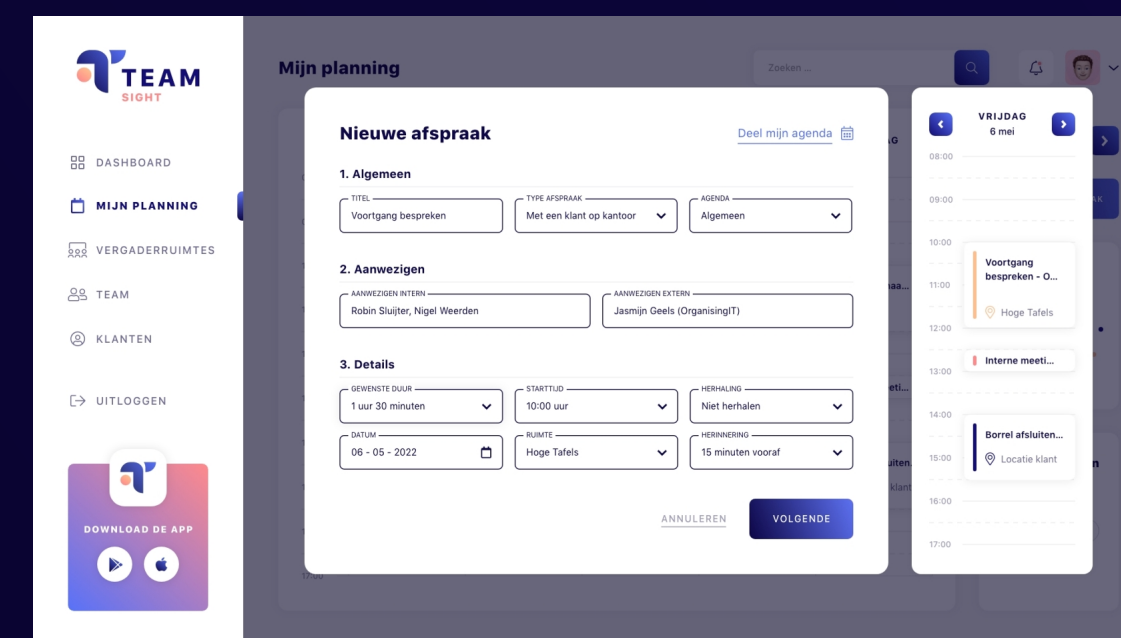 TEAM
SIGHT
DASHBOARD
MIJN PLANNING
VERGADERRUIMTES
TEAM
KLANTEN
UITLOGGEN
DOWNLOAD DE APP
Mijn planning
Zoeken ...
Nieuwe afspraak
Deel mijn agenda
1. Algemeen
TITEL
Voortgang bespreken
TYPE AFSPRAAK
Met een klant op kantoor
AGENDA
Algemeen
2. Aanwezigen
AANWEZIGEN INTERN
Robin Sluijter, Nigel Weerden
AANWEZIGEN EXTERN
Jasmijn Geels (OrganisingIT)
3. Details
GEWENSTE DUUR
1 uur 30 minuten
STARTTIJD
10:00 uur
HERHALING
Niet herhalen
DATUM
06 - 05 - 2022
RUIMTE
Hoge Tafels
HERINNERING
15 minuten vooraf
ANNULEREN
VOLGENDE
17:00
VRIJDAG
6 mei
08:00
09:00
10:00
Voortgang
bespreken - O...
11:00
Hoge Tafels
12:00
Interne meeti...
13:00
14:00
Borrel afsluiten...
15:00
Locatie klant
16:00
17:00